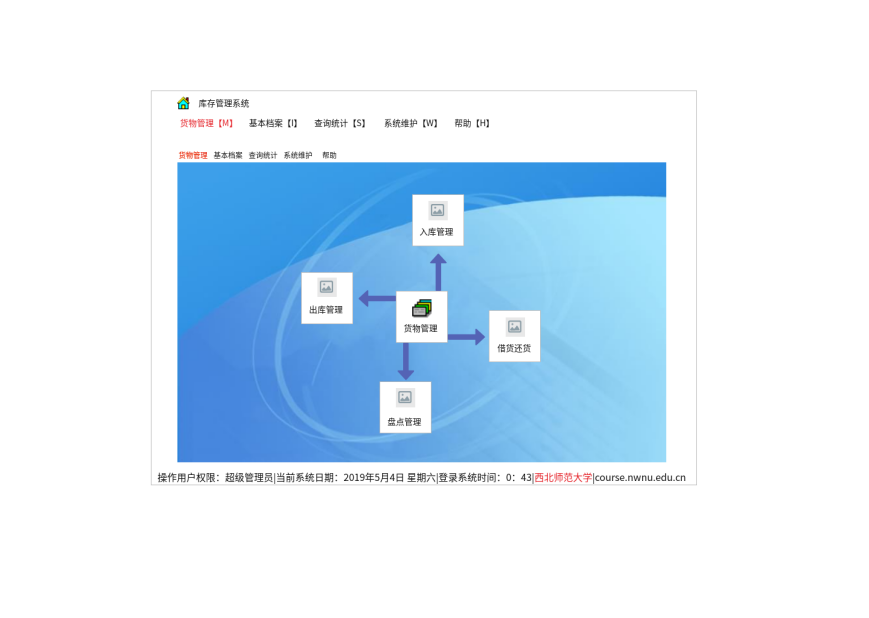 库存管理系统
货物管理【M】 基本档案【I】 查询统计【S】 系统维护【W】 帮助【H】
货物管理 基本档案 查询统计 系统维护 帮助
入库管理
出库管理
货物管理
借货还货
盘点管理
操作用户权限：超级管理员|当前系统日期：2019年5月4日 星期六|登录系统时间：0：43|西北师范大学|course.nwnu.edu.cn